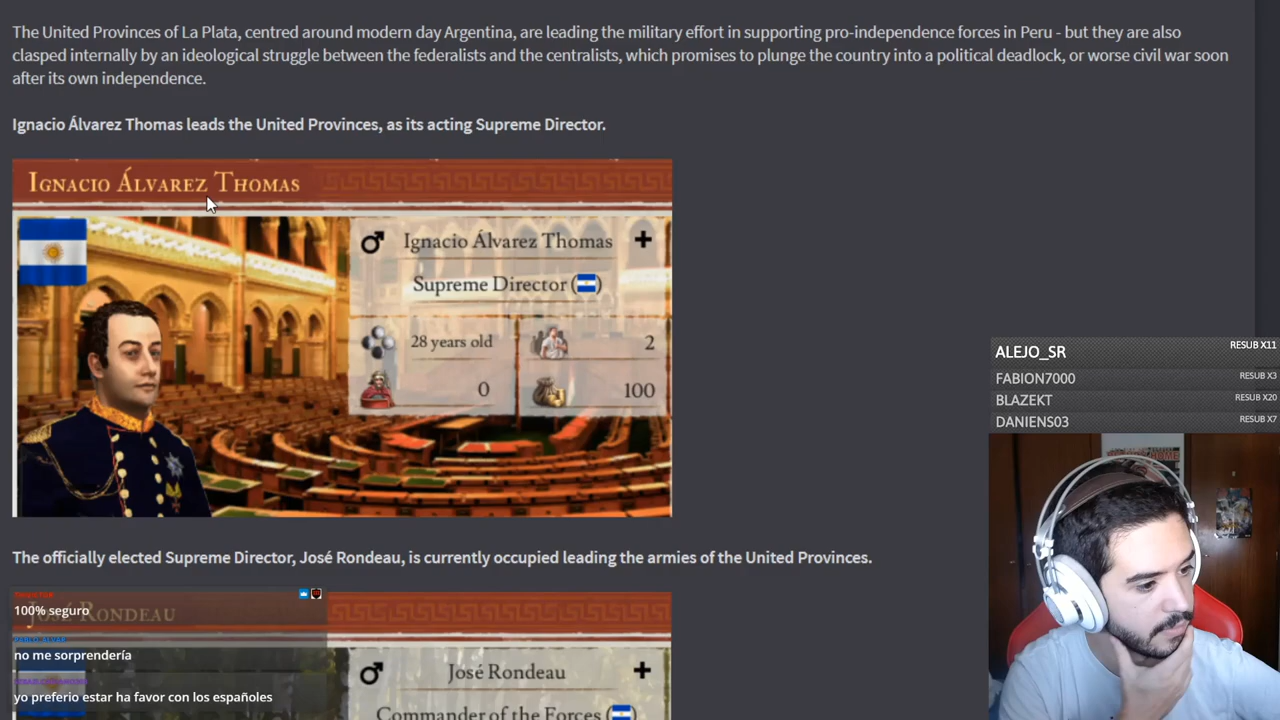 The United Provinces of La Plata, centred around modern day Argentina, are leading the military effort in supporting pro-independence forces in Peru - but they are also
clasped internally by an ideological struggle between the federalists and the centralists, which promises to plunge the country into a political deadlock, or worse civil war soon
after its own independence.
Ignacio Álvarez Thomas leads the United Provinces, as its acting Supreme Director.
Ignacio Álvarez Thomas
Ignacio Álvarez Thomas +
Supreme Director ( )
28 years old
2
0
100
ALEJO_SR RESUB X11
FABION7000 RESUB X3
BLAZEKT RESUB X20
DANIENS03 RESUB X7
The officially elected Supreme Director, José Rondeau, is currently occupied leading the armies of the United Provinces.
José Rondeau
100% seguro
no me sorprendería
yo preferio estar ha favor con los españoles
José Rondeau +
Commander of the Forces ( )